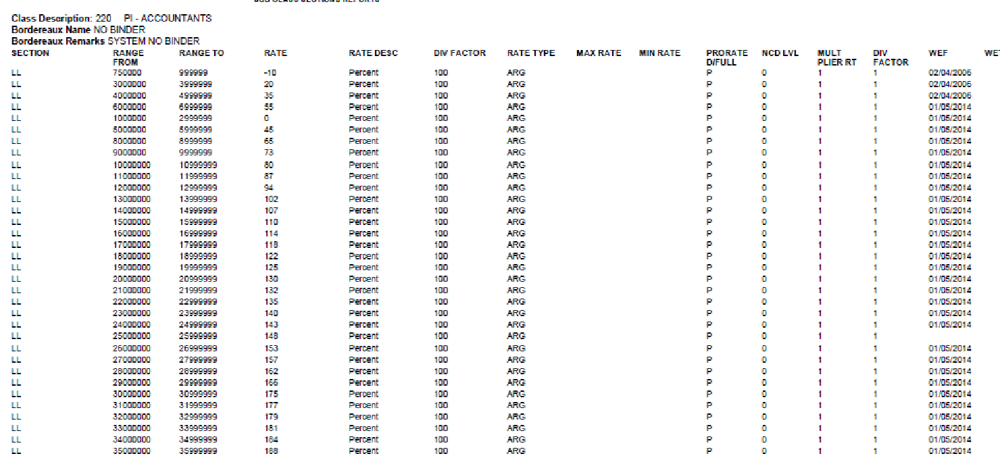 SUB CLASS SECTIONS REPORTS
Class Description: 220 PI - ACCOUNTANTS
Bordereaux Name NO BINDER
Bordereaux Remarks SYSTEM NO BINDER
SECTION RANGE RANGE TO RATE RATE DESC DIV FACTOR RATE TYPE MAX RATE MIN RATE PRORATE NCD LVL MULT DIV WEF WET
FROM D/FULL PLIER RT FACTOR
LL 750000 999999 -10 Percent 100 ARG P 0 1 1 02/04/2006
LL 3000000 3999999 20 Percent 100 ARG P 0 1 1 02/04/2006
LL 4000000 4999999 35 Percent 100 ARG P 0 1 1 02/04/2006
LL 6000000 6999999 55 Percent 100 ARG P 0 1 1 01/05/2014
LL 1000000 2999999 0 Percent 100 ARG P 0 1 1 01/05/2014
LL 5000000 5999999 45 Percent 100 ARG P 0 1 1 01/05/2014
LL 8000000 8999999 65 Percent 100 ARG P 0 1 1 01/05/2014
LL 9000000 9999999 73 Percent 100 ARG P 0 1 1 01/05/2014
LL 10000000 10999999 80 Percent 100 ARG P 0 1 1 01/05/2014
LL 11000000 11999999 87 Percent 100 ARG P 0 1 1 01/05/2014
LL 12000000 12999999 94 Percent 100 ARG P 0 1 1 01/05/2014
LL 13000000 13999999 102 Percent 100 ARG P 0 1 1 01/05/2014
LL 14000000 14999999 107 Percent 100 ARG P 0 1 1 01/05/2014
LL 15000000 15999999 110 Percent 100 ARG P 0 1 1 01/05/2014
LL 16000000 16999999 114 Percent 100 ARG P 0 1 1 01/05/2014
LL 17000000 17999999 118 Percent 100 ARG P 0 1 1 01/05/2014
LL 18000000 18999999 122 Percent 100 ARG P 0 1 1 01/05/2014
LL 19000000 19999999 125 Percent 100 ARG P 0 1 1 01/05/2014
LL 20000000 20999999 130 Percent 100 ARG P 0 1 1 01/05/2014
LL 21000000 21999999 132 Percent 100 ARG P 0 1 1 01/05/2014
LL 22000000 22999999 135 Percent 100 ARG P 0 1 1 01/05/2014
LL 23000000 23999999 140 Percent 100 ARG P 0 1 1 01/05/2014
LL 24000000 24999999 143 Percent 100 ARG P 0 1 1 01/05/2014
LL 25000000 25999999 148 Percent 100 ARG P 0 1 1
LL 26000000 26999999 153 Percent 100 ARG P 0 1 1 01/05/2014
LL 27000000 27999999 157 Percent 100 ARG P 0 1 1 01/05/2014
LL 28000000 28999999 162 Percent 100 ARG P 0 1 1 01/05/2014
LL 29000000 29999999 166 Percent 100 ARG P 0 1 1 01/05/2014
LL 30000000 30999999 175 Percent 100 ARG P 0 1 1 01/05/2014
LL 31000000 31999999 177 Percent 100 ARG P 0 1 1 01/05/2014
LL 32000000 32999999 179 Percent 100 ARG P 0 1 1 01/05/2014
LL 33000000 33999999 181 Percent 100 ARG P 0 1 1 01/05/2014
LL 34000000 34999999 184 Percent 100 ARG P 0 1 1 01/05/2014
LL 35000000 35999999 188 Percent 100 ARG P 0 1 1 01/05/2014